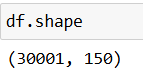 df.shape
(30001, 150)